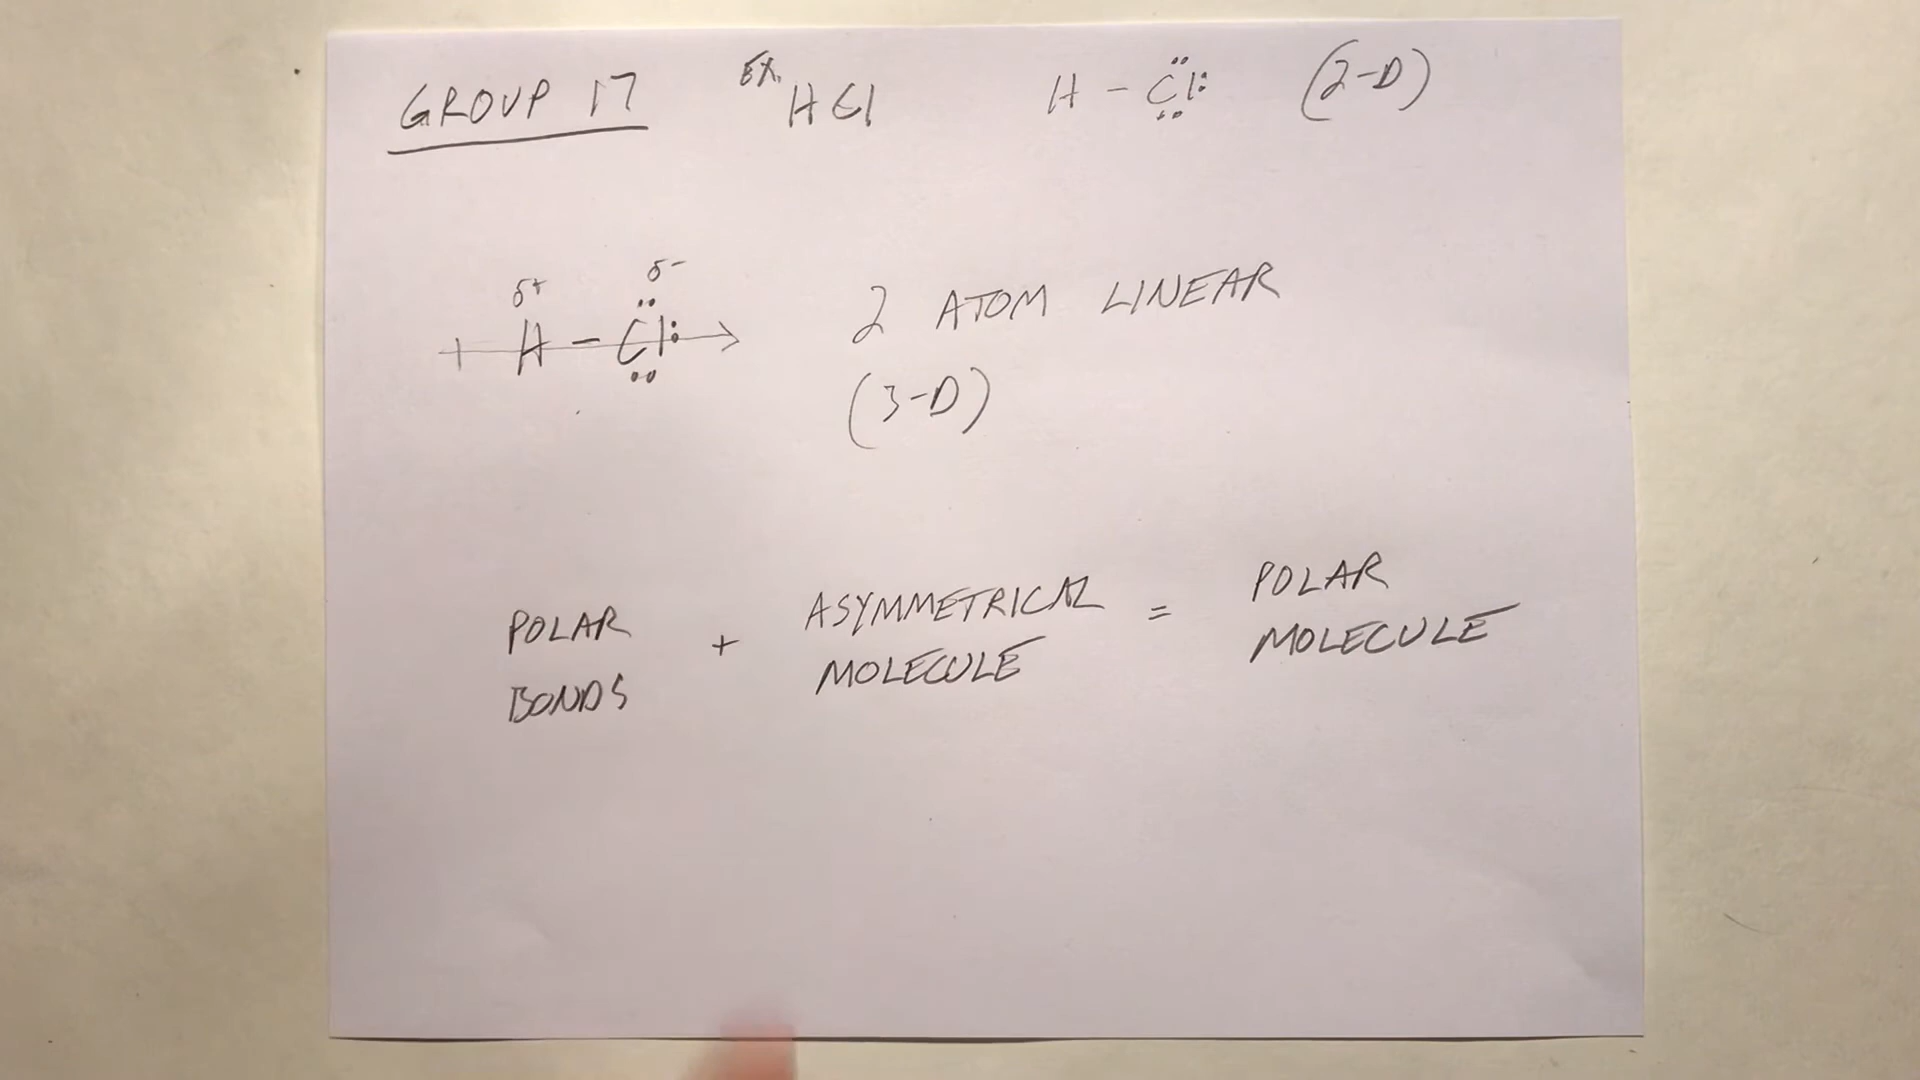 GROUP 17 EX. HCl H - Cl (2-D)
δ+ δ-
H - Cl 2 ATOM LINEAR
(3-D)
POLAR BONDS + ASYMMETRICAL MOLECULE = POLAR MOLECULE